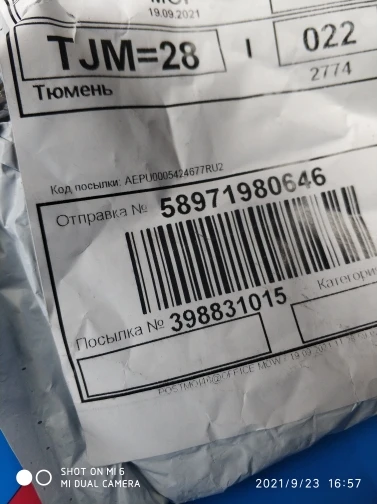 19.09.2021
TJM=28 I 022
2774
Тюмень
Код посылки: AEPU0005424677RU2
Отправка № 58971980646
Категори
Посылка № 398831015
SHOT ON MI 6
MI DUAL CAMERA
2021/9/23 16:57